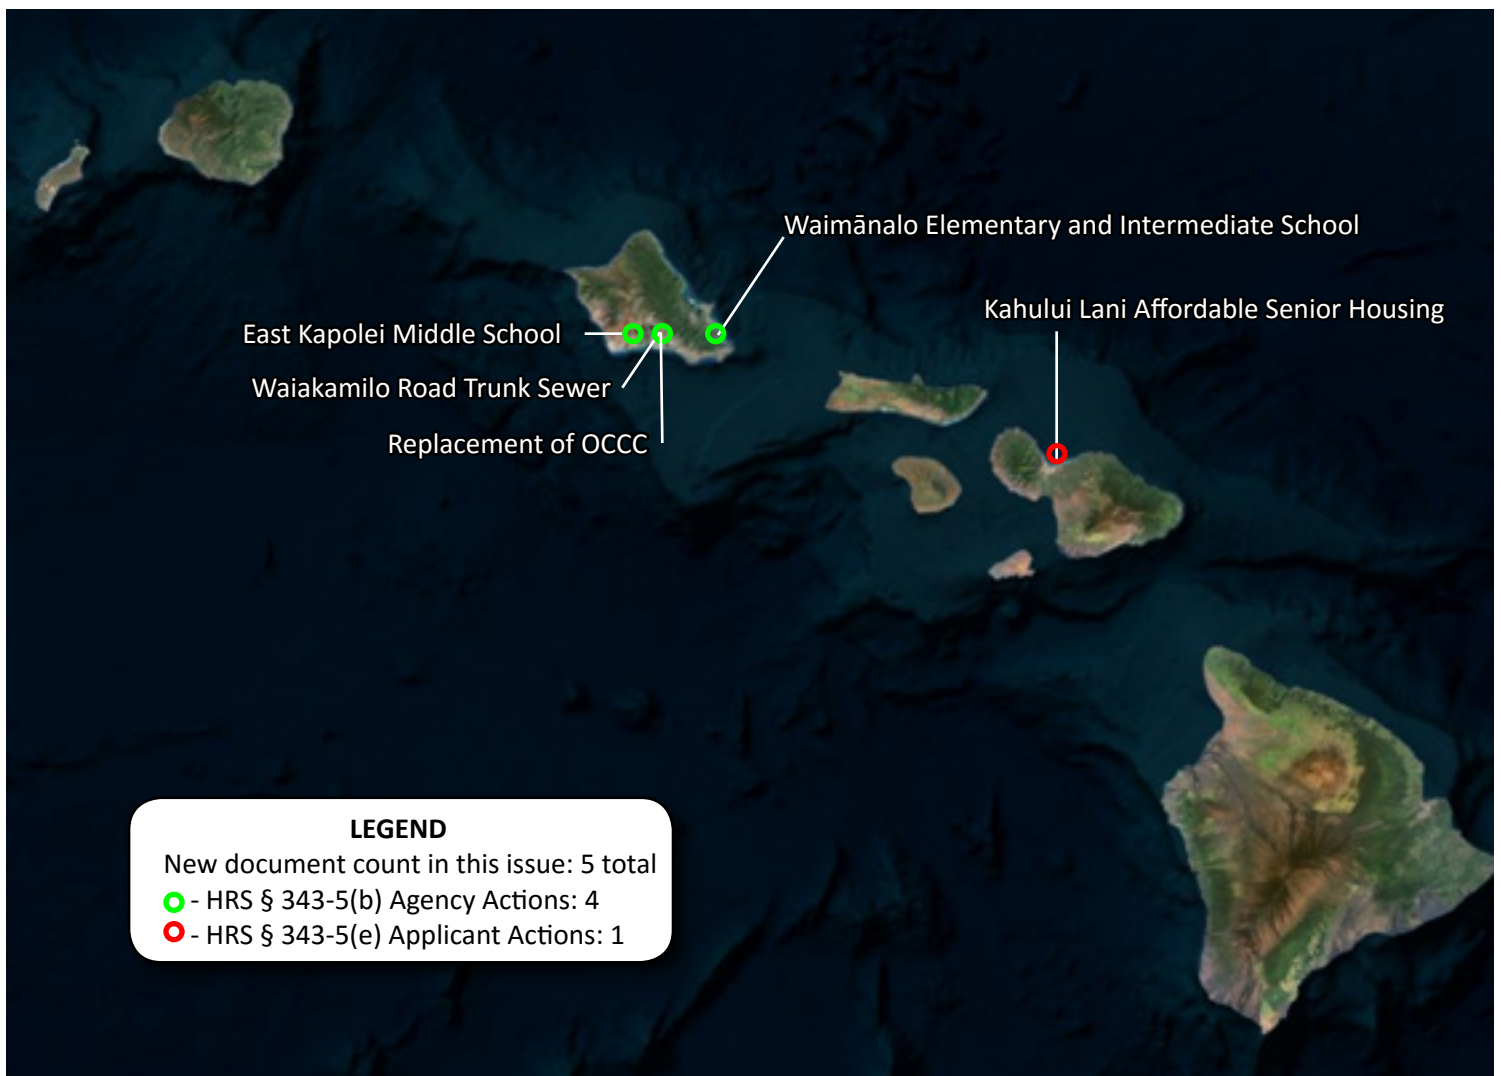 Waimānalo Elementary and Intermediate School
Kahului Lani Affordable Senior Housing
East Kapolei Middle School
Waiakamilo Road Trunk Sewer
Replacement of OCCC
LEGEND
New document count in this issue: 5 total
- HRS § 343-5(b) Agency Actions: 4
- HRS § 343-5(e) Applicant Actions: 1